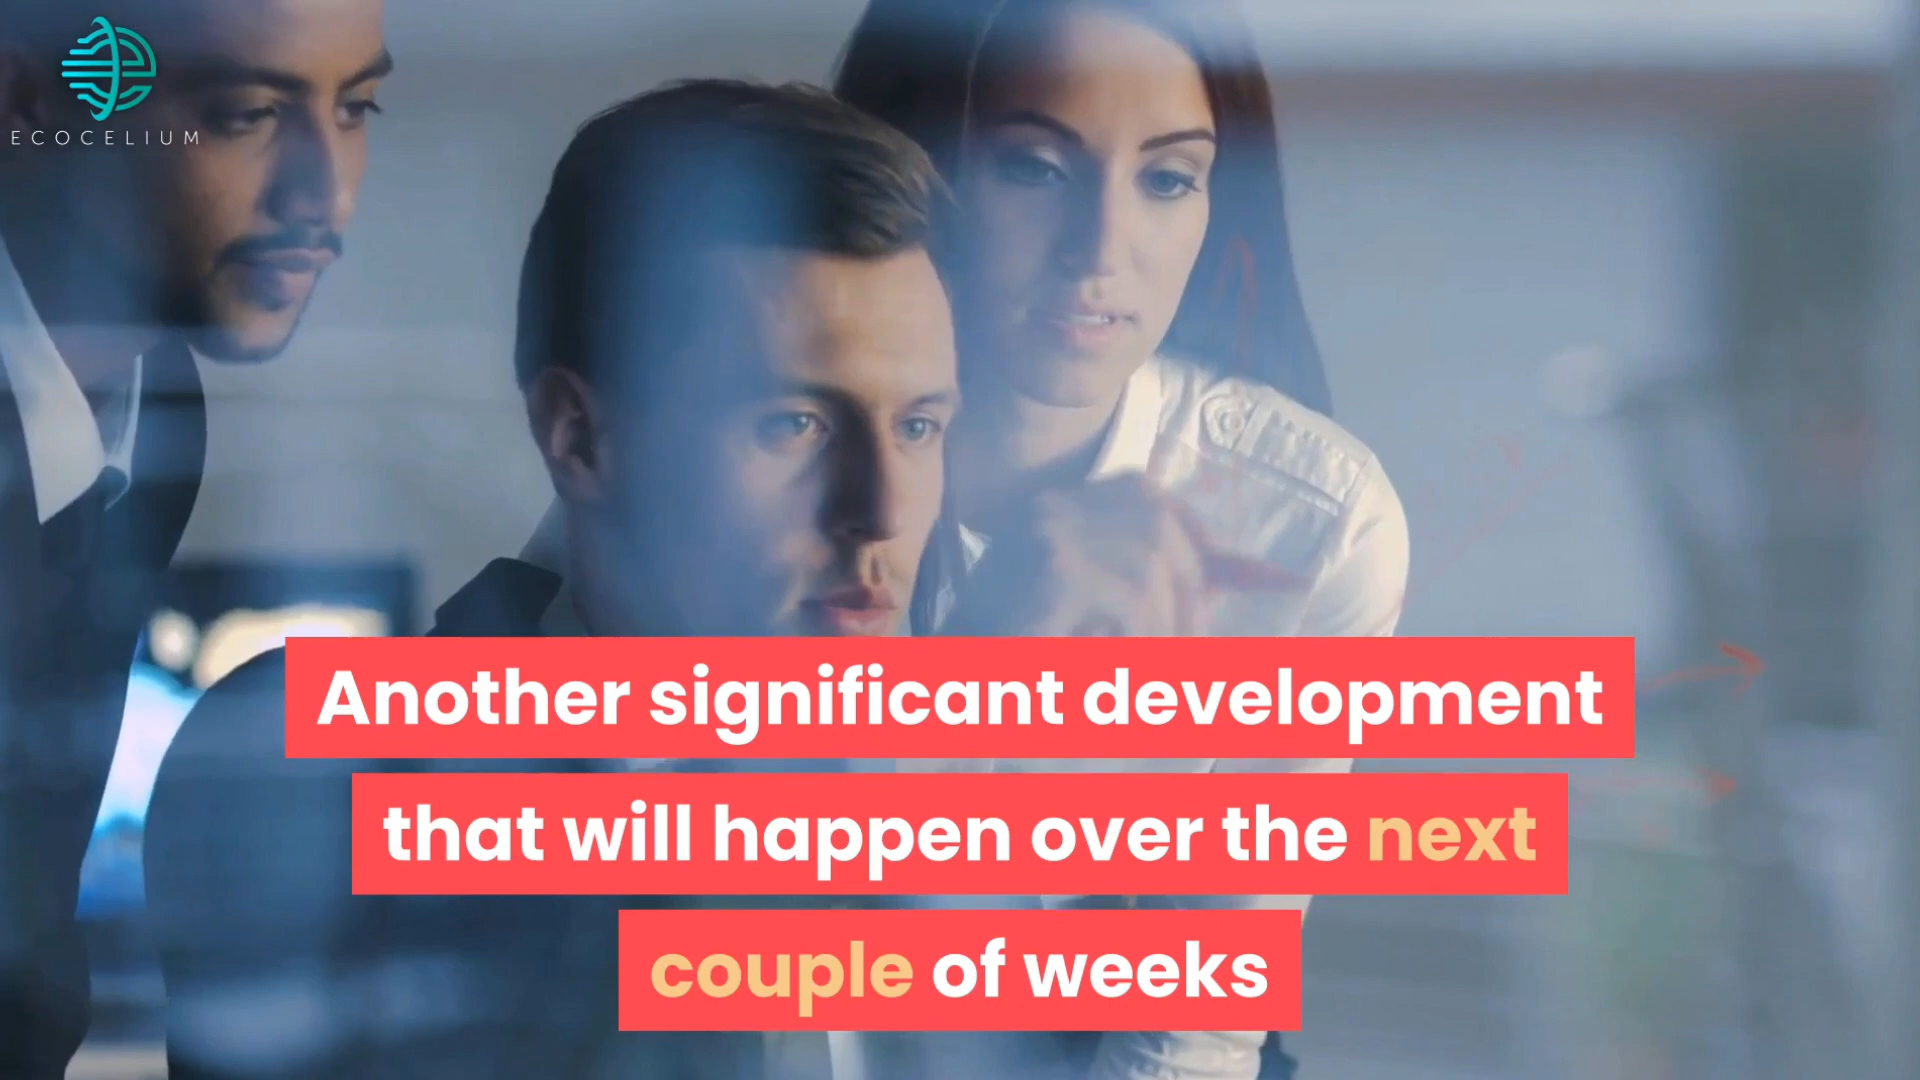 ECOCELIUM
Another significant development
that will happen over the next
couple of weeks